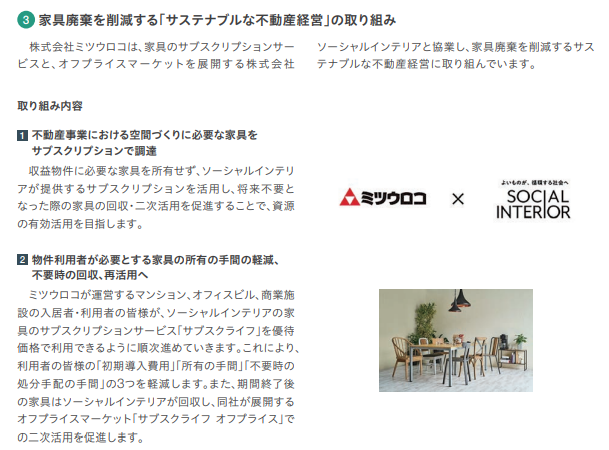 3 家具廃棄を削減する「サステナブルな不動産経営」の取り組み
株式会社ミツウロコは、家具のサブスクリプションサー
ビスと、オフプライスマーケットを展開する株式会社
ソーシャルインテリアと協業し、家具廃棄を削減するサス
テナブルな不動産経営に取り組んでいます。
取り組み内容
1 不動産事業における空間づくりに必要な家具を
サブスクリプションで調達
収益物件に必要な家具を所有せず、ソーシャルインテリ
アが提供するサブスクリプションを活用し、将来不要と
なった際の家具の回収・二次活用を促進することで、資源
の有効活用を目指します。
ミツウロコ
×
よいものが、循環する社会へ
SOCIAL
INTERIOR
2 物件利用者が必要とする家具の所有の手間の軽減、
不要時の回収、再活用へ
ミツウロコが運営するマンション、オフィスビル、商業施
設の入居者・利用者の皆様が、ソーシャルインテリアの家
具のサブスクリプションサービス「サブスクライフ」を優待
価格で利用できるように順次進めていきます。これにより、
利用者の皆様の「初期導入費用」「所有の手間」「不要時の
処分手配の手間」の3つを軽減します。また、期間終了後
の家具はソーシャルインテリアが回収し、同社が展開する
オフプライスマーケット「サブスクライフ オフプライス」で
の二次活用を促進します。